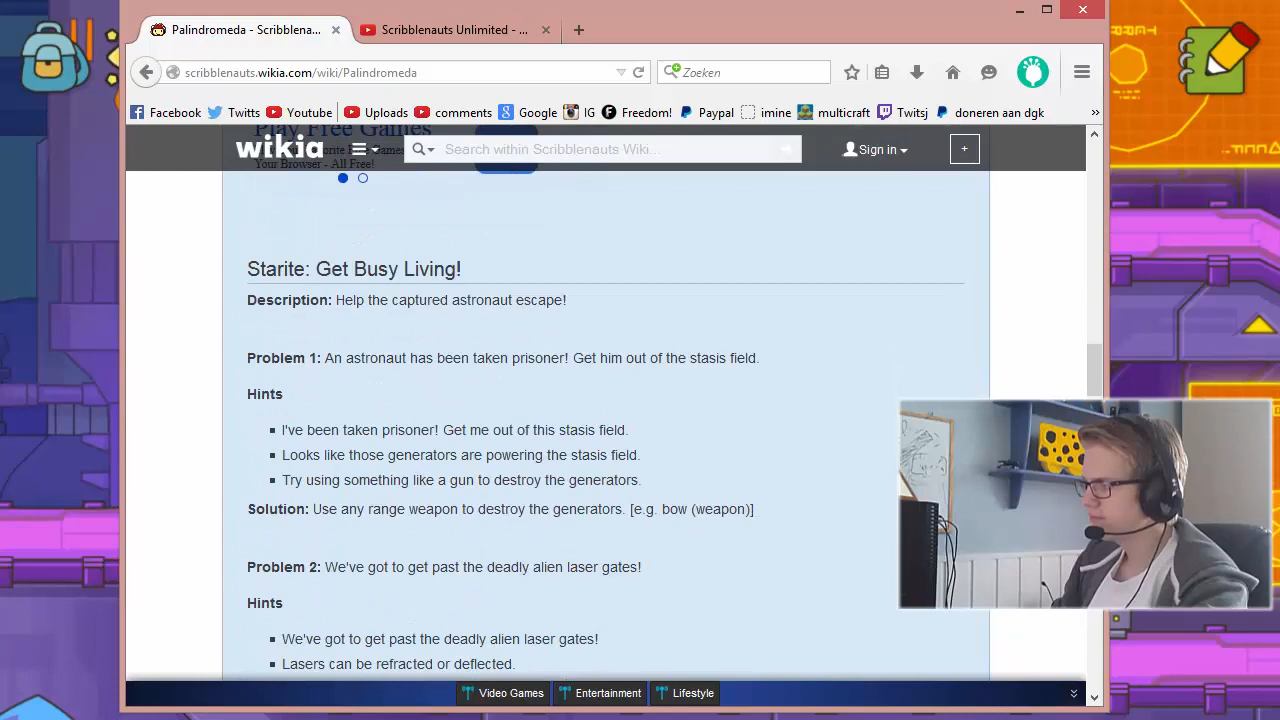 Palindromeda - Scribblena...
Scribblenauts Unlimited - ...
scribblenauts.wikia.com/wiki/Palindromeda
Zoeken
Facebook
Twitts
Youtube
Uploads
comments
Google
IG
Freedom!
Paypal
imine
multicraft
Twitsj
doneren aan dgk
Play Free Games
Your Browser - All Free!
wikia
Search within Scribblenauts Wiki...
Sign in
Starite: Get Busy Living!
Description: Help the captured astronaut escape!
Problem 1: An astronaut has been taken prisoner! Get him out of the stasis field.
Hints
I've been taken prisoner! Get me out of this stasis field.
Looks like those generators are powering the stasis field.
Try using something like a gun to destroy the generators.
Solution: Use any range weapon to destroy the generators. [e.g. bow (weapon)]
Problem 2: We've got to get past the deadly alien laser gates!
Hints
We've got to get past the deadly alien laser gates!
Lasers can be refracted or deflected.
Video Games
Entertainment
Lifestyle